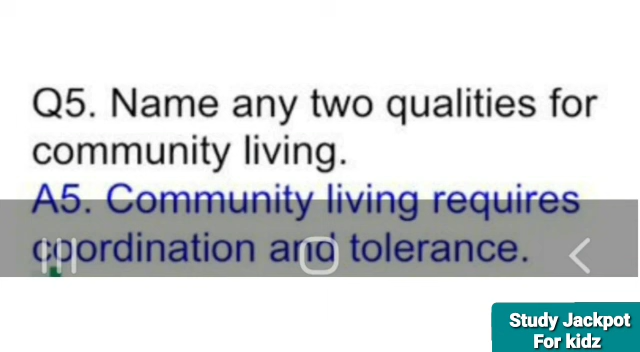 Q5. Name any two qualities for
community living.
A5. Community living requires
coordination and tolerance.
Study Jackpot
For kidz